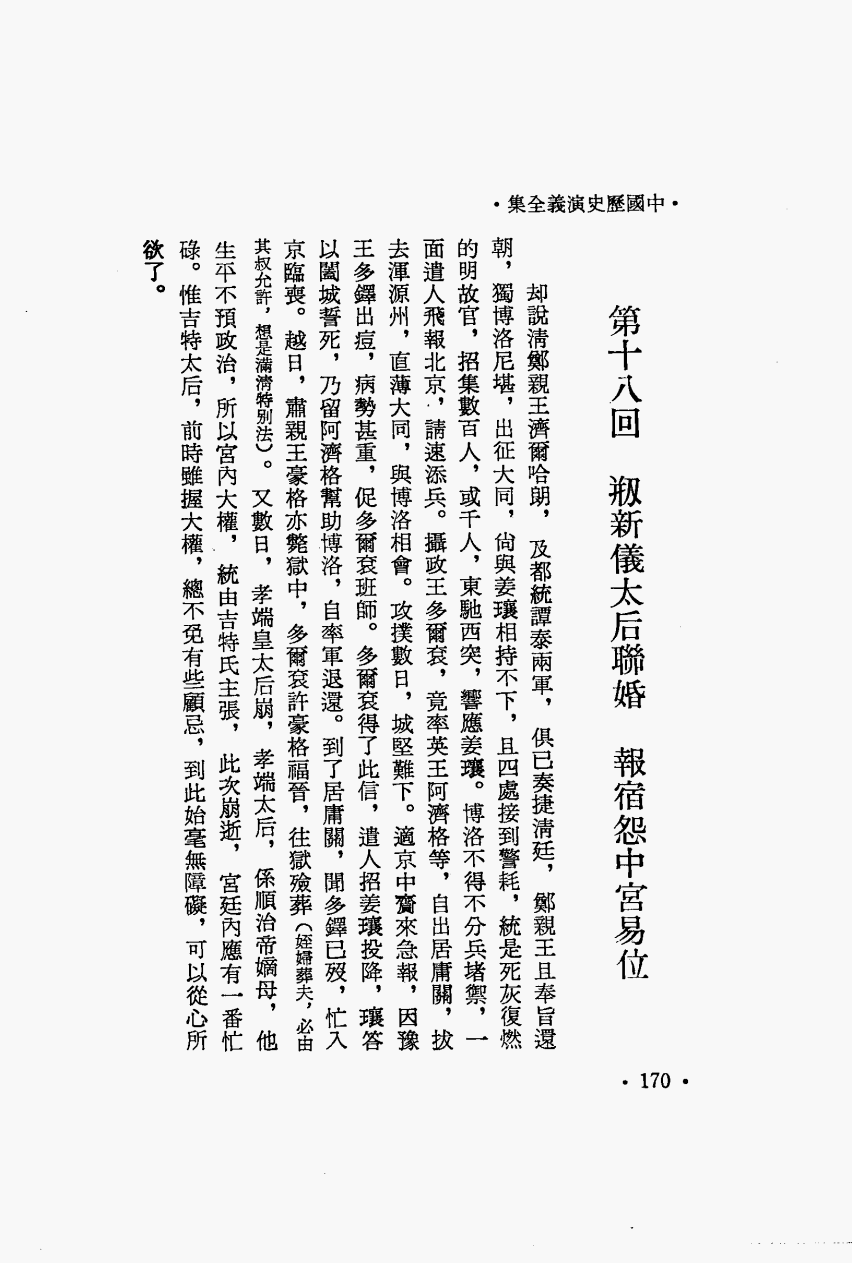 •中國歷史演義全集•
第十八回　剏新儀太后聯婚　報宿怨中宮易位
却說清鄭親王濟爾哈朗，及都統譚泰兩軍，俱已奏捷清廷，鄭親王且奉旨還
朝，獨博洛尼堪，出征大同，尙與姜瓖相持不下，且四處接到警耗，統是死灰復燃
的明故官，招集數百人，或千人，東馳西突，響應姜瓖。博洛不得不分兵堵禦，一
面遣人飛報北京，請速添兵。攝政王多爾袞，竟率英王阿濟格等，自出居庸關，拔
去渾源州，直薄大同，與博洛相會。攻撲數日，城堅難下。適京中齎來急報，因豫
王多鐸出痘，病勢甚重，促多爾袞班師。多爾袞得了此信，遣人招姜瓖投降，瓖答
以闔城誓死，乃留阿濟格幫助博洛，自率軍退還。到了居庸關，聞多鐸已歿，忙入
京臨喪。越日，肅親王豪格亦斃獄中，多爾袞許豪格福晉，往獄殮葬（姪婦葬夫，必由
其叔允許，想是滿淸特別法）。又數日，孝端皇太后崩，孝端太后，係順治帝嫡母，他
生平不預政治，所以宮內大權，統由吉特氏主張，此次崩逝，宮廷內應有一番忙
碌。惟吉特太后，前時雖握大權，總不免有些顧忌，到此始毫無障礙，可以從心所
欲了。
•170•